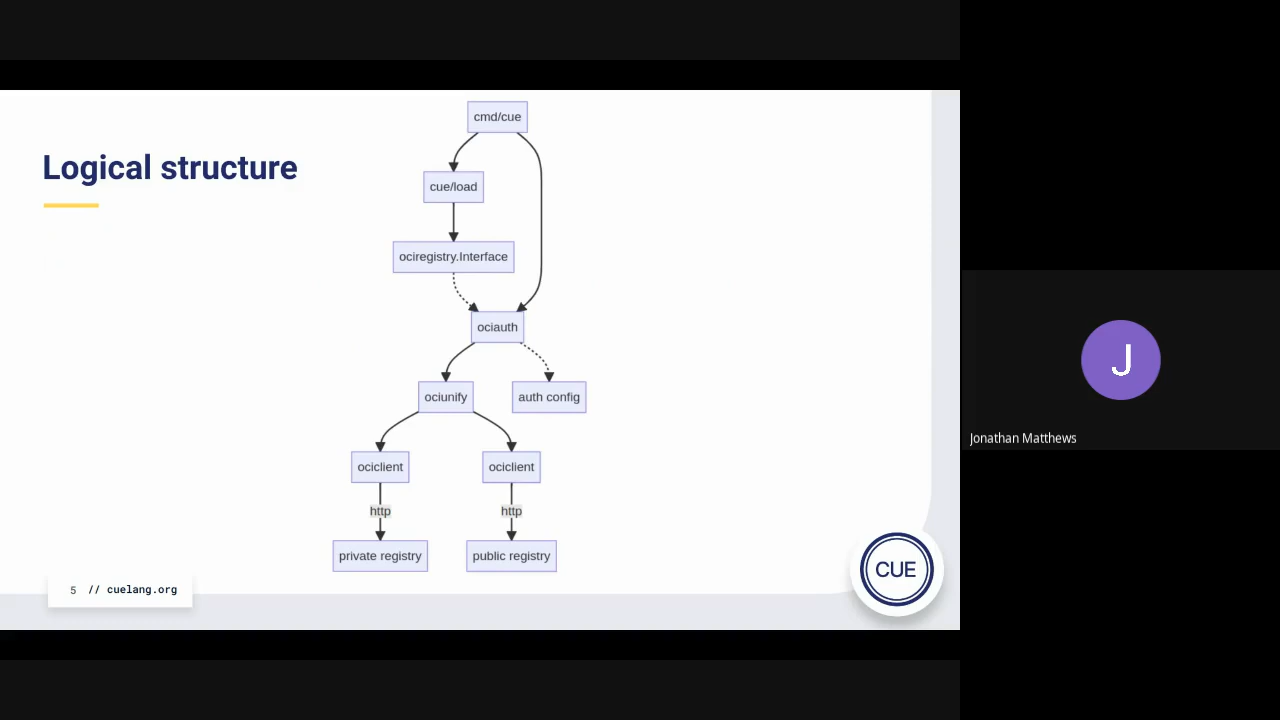 Logical structure
cmd/cue
cue/load
ociregistry.Interface
ociauth
ociunify
auth config
ociclient
ociclient
http
http
private registry
public registry
5 // cuelang.org
CUE
J
Jonathan Matthews